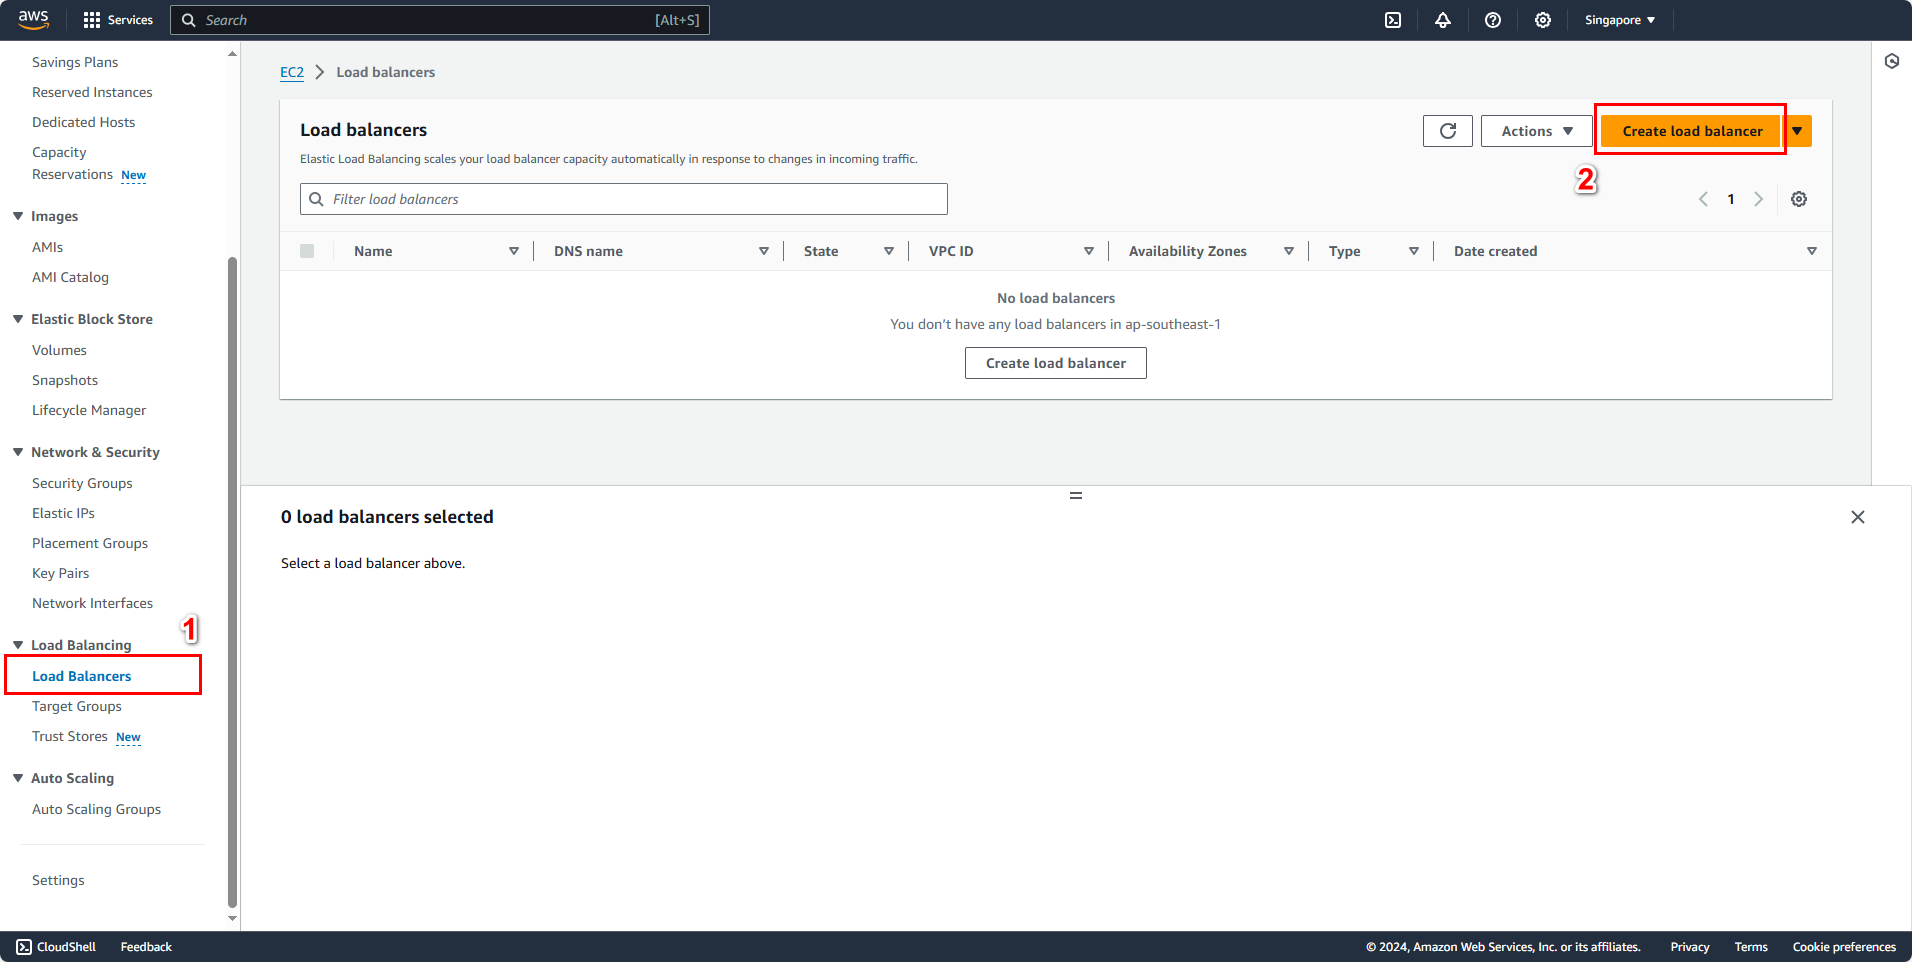 aws
Services
Search
[Alt+S]
Singapore
Savings Plans
Reserved Instances
Dedicated Hosts
Capacity
Reservations New
Images
AMIs
AMI Catalog
Elastic Block Store
Volumes
Snapshots
Lifecycle Manager
Network & Security
Security Groups
Elastic IPs
Placement Groups
Key Pairs
Network Interfaces
1
Load Balancing
Load Balancers
Target Groups
Trust Stores New
Auto Scaling
Auto Scaling Groups
Settings
EC2 > Load balancers
Load balancers
Elastic Load Balancing scales your load balancer capacity automatically in response to changes in incoming traffic.
Actions
Create load balancer
2
Filter load balancers
1
Name DNS name State VPC ID Availability Zones Type Date created
No load balancers
You don't have any load balancers in ap-southeast-1
Create load balancer
0 load balancers selected
Select a load balancer above.
CloudShell Feedback
© 2024, Amazon Web Services, Inc. or its affiliates. Privacy Terms Cookie preferences